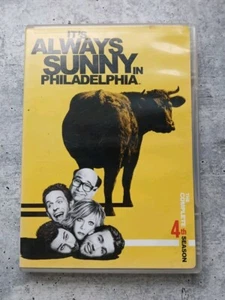 IT'S
ALWAYS
SUNNY IN
PHILADELPHIA
THE
COMPLETE
4th SEASON